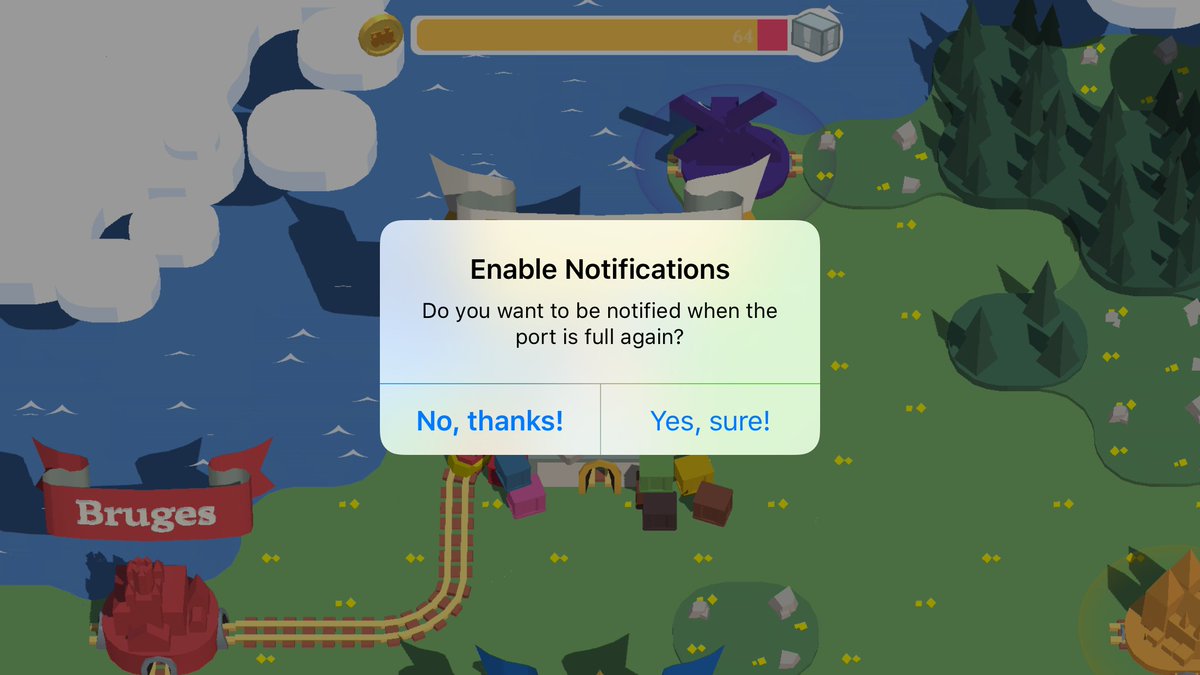 64
Enable Notifications
Do you want to be notified when the
port is full again?
No, thanks!
Yes, sure!
Bruges